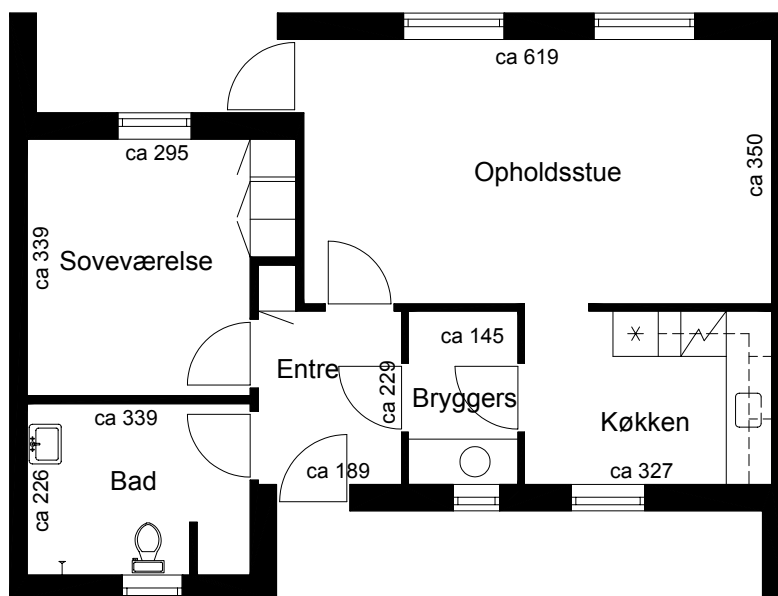 ca 619
ca 295
ca 350
Opholdsstue
ca 339
Soveværelse
ca 145
Entre
ca 229
Bryggers
ca 339
Køkken
Bad
ca 226
ca 189
ca 327